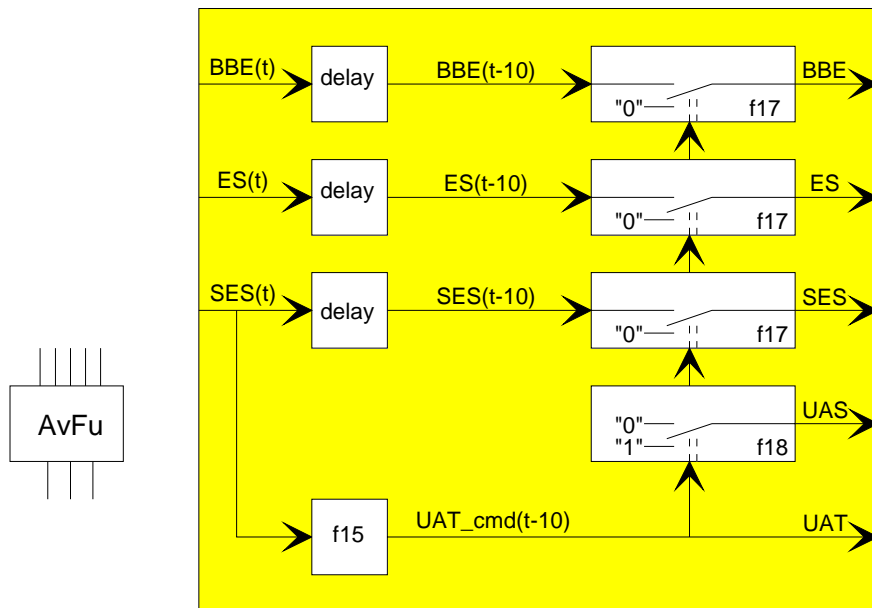 BBE(t) delay BBE(t-10) "0" f17 BBE
ES(t) delay ES(t-10) "0" f17 ES
SES(t) delay SES(t-10) "0" f17 SES
AvFu
"0" UAS
"1" f18
f15 UAT_cmd(t-10) UAT